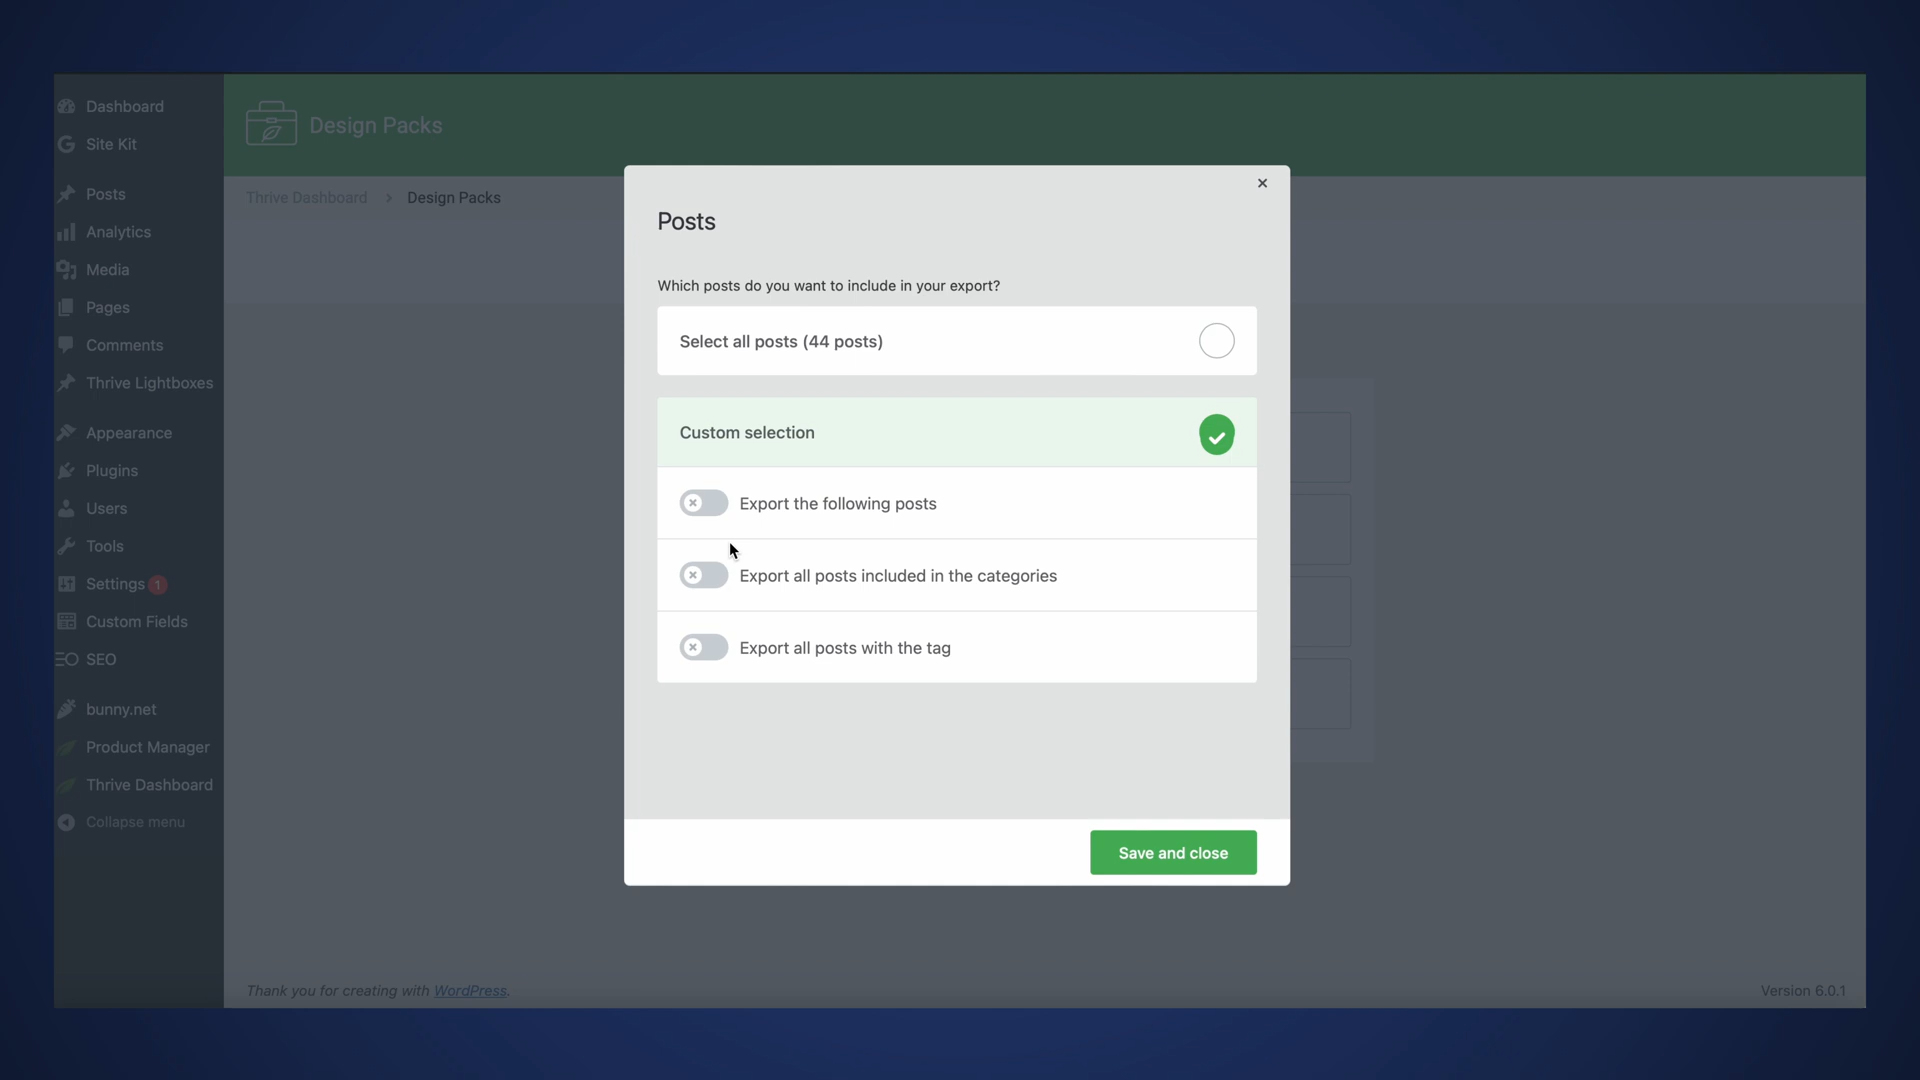 Dashboard
Site Kit
Posts
Analytics
Media
Pages
Comments
Thrive Lightboxes
Appearance
Plugins
Users
Tools
Settings 1
Custom Fields
SEO
bunny.net
Product Manager
Thrive Dashboard
Collapse menu
Design Packs
Thrive Dashboard > Design Packs
Posts
Which posts do you want to include in your export?
Select all posts (44 posts)
Custom selection
Export the following posts
Export all posts included in the categories
Export all posts with the tag
Save and close
Thank you for creating with WordPress.
Version 6.0.1